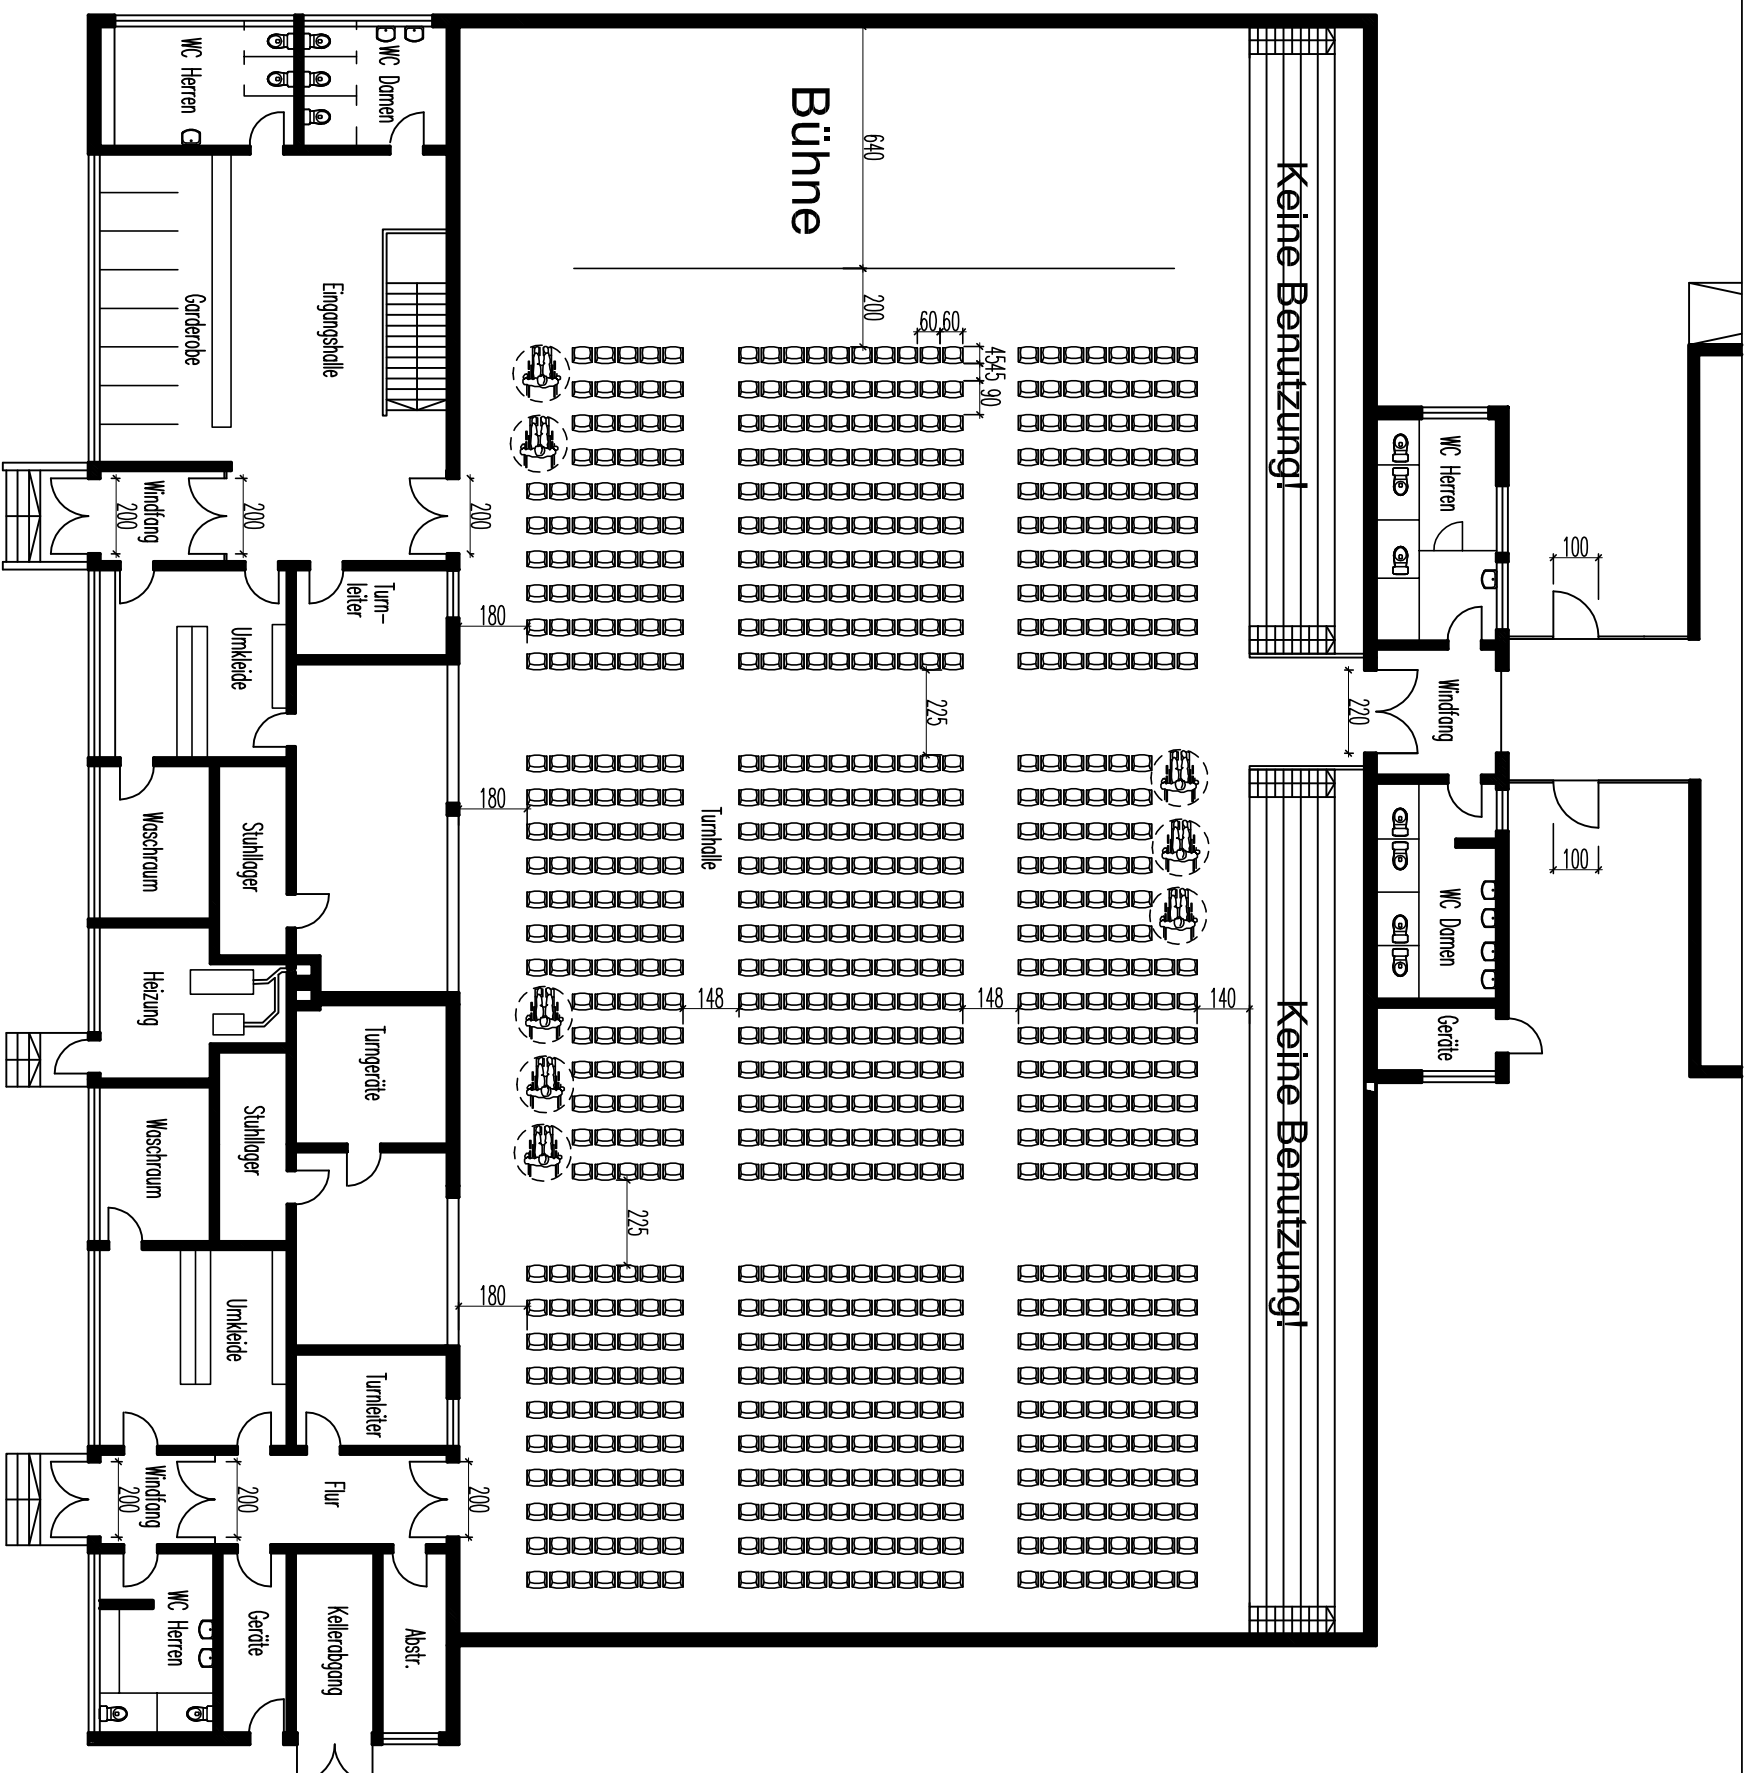 WC Herren
WC Damen
Bühne
640
Keine Benutzung!
Garderobe
Eingangshalle
200
60
60
45
45
90
WC Herren
100
Windfang
200
200
200
Turn-
leiter
180
Umkleide
225
220
Windfang
180
Turnhalle
Waschraum
Stuhllager
100
WC Damen
Heizung
148
148
140
Keine Benutzung!
Turngeräte
Geräte
Waschraum
Stuhllager
225
180
Umkleide
Turnleiter
Windfang
200
200
Flur
200
WC Herren
Geräte
Kellerabgang
Abstr.